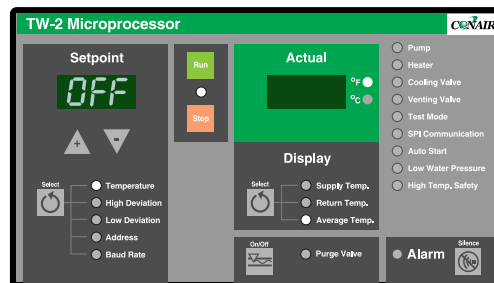 TW-2 Microprocessor
CONAIR
Setpoint
OFF
+
-
Select
Temperature
High Deviation
Low Deviation
Address
Baud Rate
Run
Stop
Actual
°F
°C
Display
Select
Supply Temp.
Return Temp.
Average Temp.
On/Off
Purge Valve
Pump
Heater
Cooling Valve
Venting Valve
Test Mode
SPI Communication
Auto Start
Low Water Pressure
High Temp. Safety
Alarm
Silence